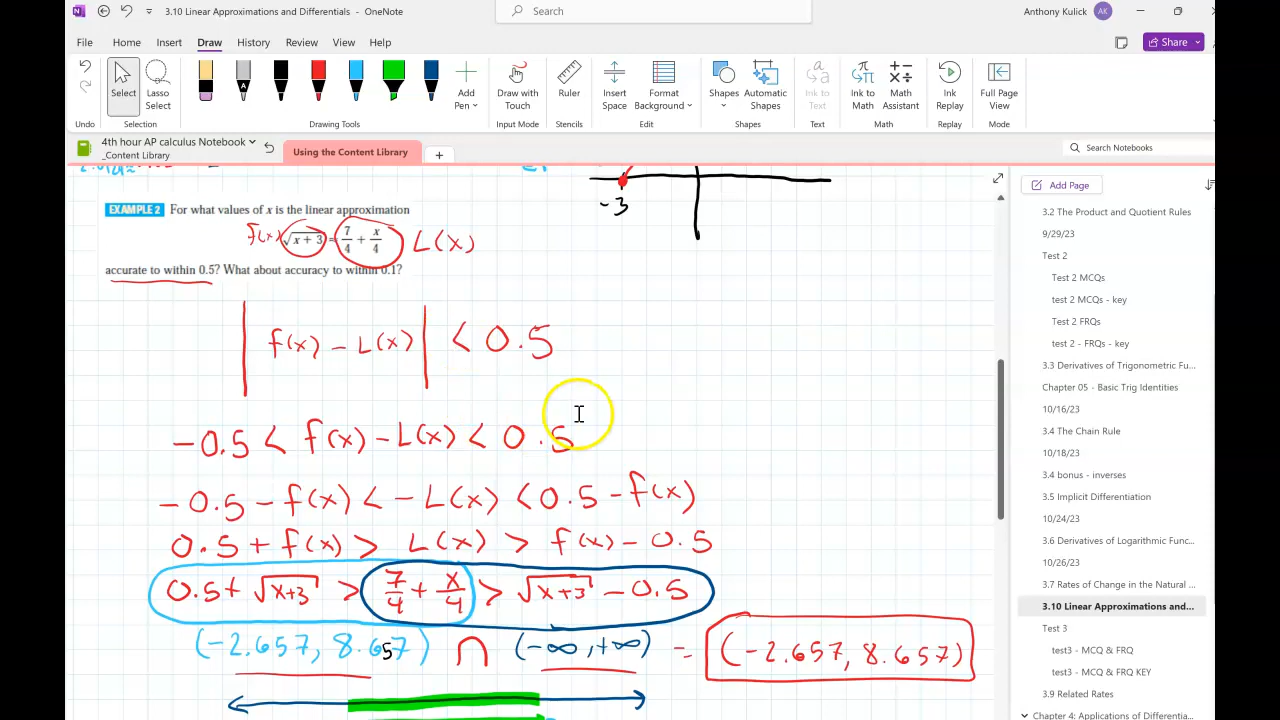 3.10 Linear Approximations and Differentials - OneNote
Search
Anthony Kulick AK
File Home Insert Draw History Review View Help
Share
Select
Lasso Select
Add Pen
Draw with Touch
Ruler
Insert Space
Format Background
Shapes
Automatic Shapes
Ink to Text
Ink to Math
Math Assistant
Ink Replay
Full Page View
Undo
Selection
Drawing Tools
Input Mode
Stencils
Edit
Shapes
Text
Math
Replay
Mode
4th hour AP calculus Notebook
_Content Library
Using the Content Library
Search Notebooks
-3
EXAMPLE 2 For what values of x is the linear approximation
f(x) √x + 3 ≈ 7/4 + x/4 L(x)
accurate to within 0.5? What about accuracy to within 0.1?
| f(x) - L(x) | < 0.5
-0.5 < f(x) - L(x) < 0.5
-0.5 - f(x) < -L(x) < 0.5 - f(x)
0.5 + f(x) > L(x) > f(x) - 0.5
0.5 + √x+3 > 7/4 + x/4 > √x+3 - 0.5
(-2.657, 8.657) ∩ (-∞, +∞) = (-2.657, 8.657)
Add Page
3.2 The Product and Quotient Rules
9/29/23
Test 2
Test 2 MCQs
test 2 MCQs - key
Test 2 FRQs
test 2 - FRQs - key
3.3 Derivatives of Trigonometric Fu...
Chapter 05 - Basic Trig Identities
10/16/23
3.4 The Chain Rule
10/18/23
3.4 bonus - inverses
3.5 Implicit Differentiation
10/24/23
3.6 Derivatives of Logarithmic Func...
10/26/23
3.7 Rates of Change in the Natural ...
3.10 Linear Approximations and...
Test 3
test3 - MCQ & FRQ
test3 - MCQ & FRQ KEY
3.9 Related Rates
Chapter 4: Applications of Differentia...